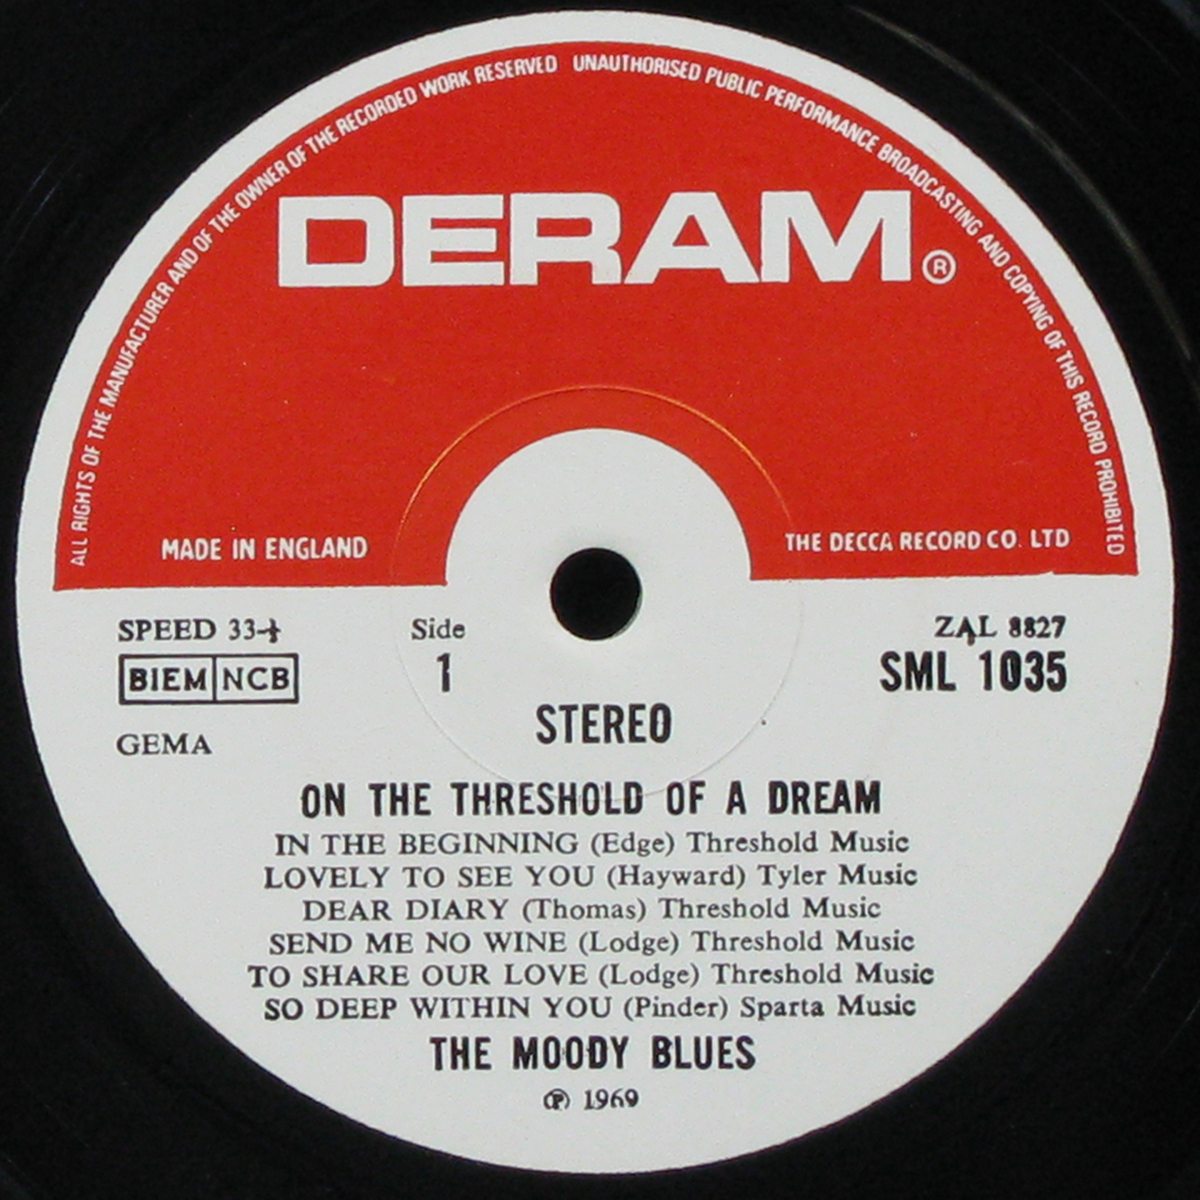 ALL RIGHTS OF THE MANUFACTURER AND OF THE OWNER OF THE RECORDED WORK RESERVED UNAUTHORISED PUBLIC PERFORMANCE BROADCASTING AND COPYING OF THIS RECORD PROHIBITED
DERAM®
MADE IN ENGLAND
THE DECCA RECORD CO. LTD
SPEED 33⅓
Side
ZAL 8827
BIEM NCB
1
SML 1035
STEREO
GEMA
ON THE THRESHOLD OF A DREAM
IN THE BEGINNING (Edge) Threshold Music
LOVELY TO SEE YOU (Hayward) Tyler Music
DEAR DIARY (Thomas) Threshold Music
SEND ME NO WINE (Lodge) Threshold Music
TO SHARE OUR LOVE (Lodge) Threshold Music
SO DEEP WITHIN YOU (Pinder) Sparta Music
THE MOODY BLUES
℗ 1969